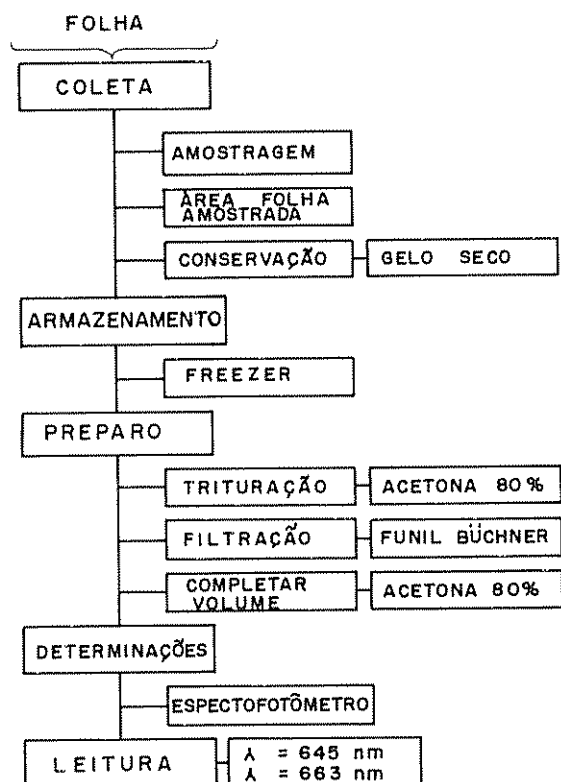 FOLHA
COLETA
AMOSTRAGEM
ÀREA FOLHA
AMOSTRADA
CONSERVAÇÃO
GELO SECO
ARMAZENAMENTO
FREEZER
PREPARO
TRITURAÇÃO
ACETONA 80%
FILTRAÇÃO
FUNIL BÜCHNER
COMPLETAR
VOLUME
ACETONA 80%
DETERMINAÇÕES
ESPECTOFOTÔMETRO
LEITURA
λ = 645 nm
λ = 663 nm